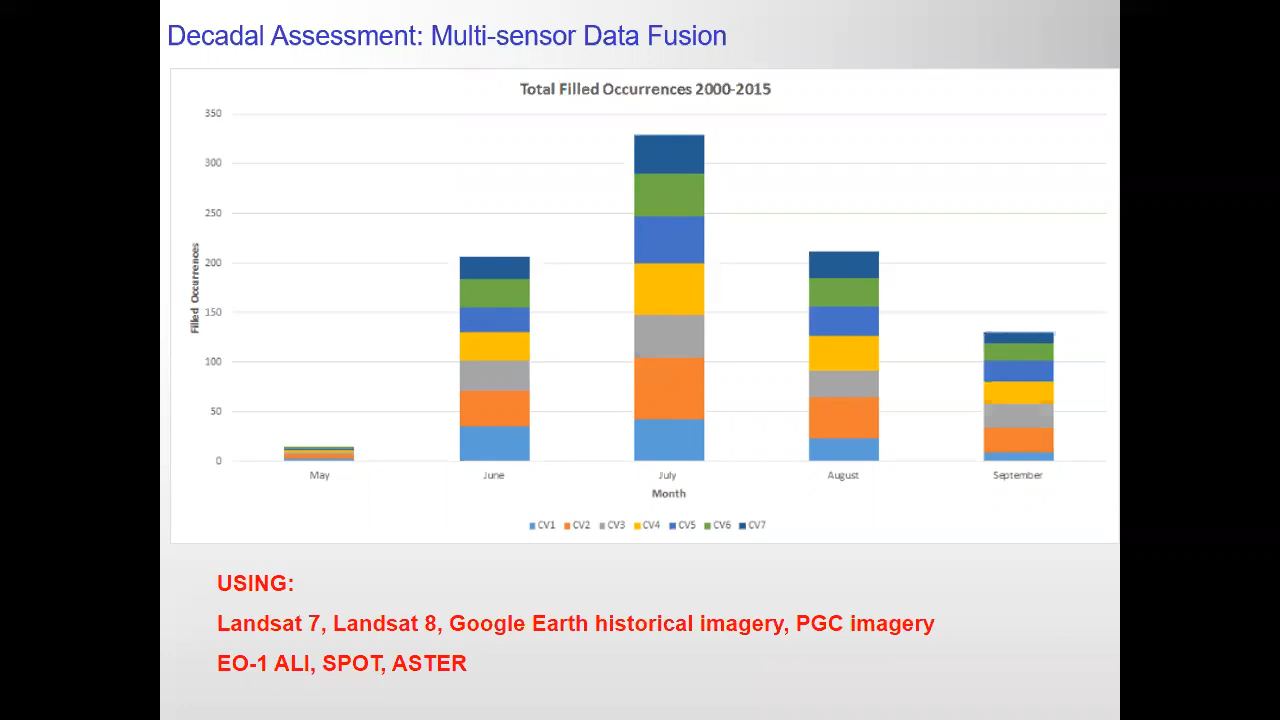 Decadal Assessment: Multi-sensor Data Fusion
Total Filled Occurrences 2000-2015
350
300
250
200
150
100
50
0
Filled Occurrences
May June July August September
Month
CV1 CV2 CV3 CV4 CV5 CV6 CV7
USING:
Landsat 7, Landsat 8, Google Earth historical imagery, PGC imagery
EO-1 ALI, SPOT, ASTER